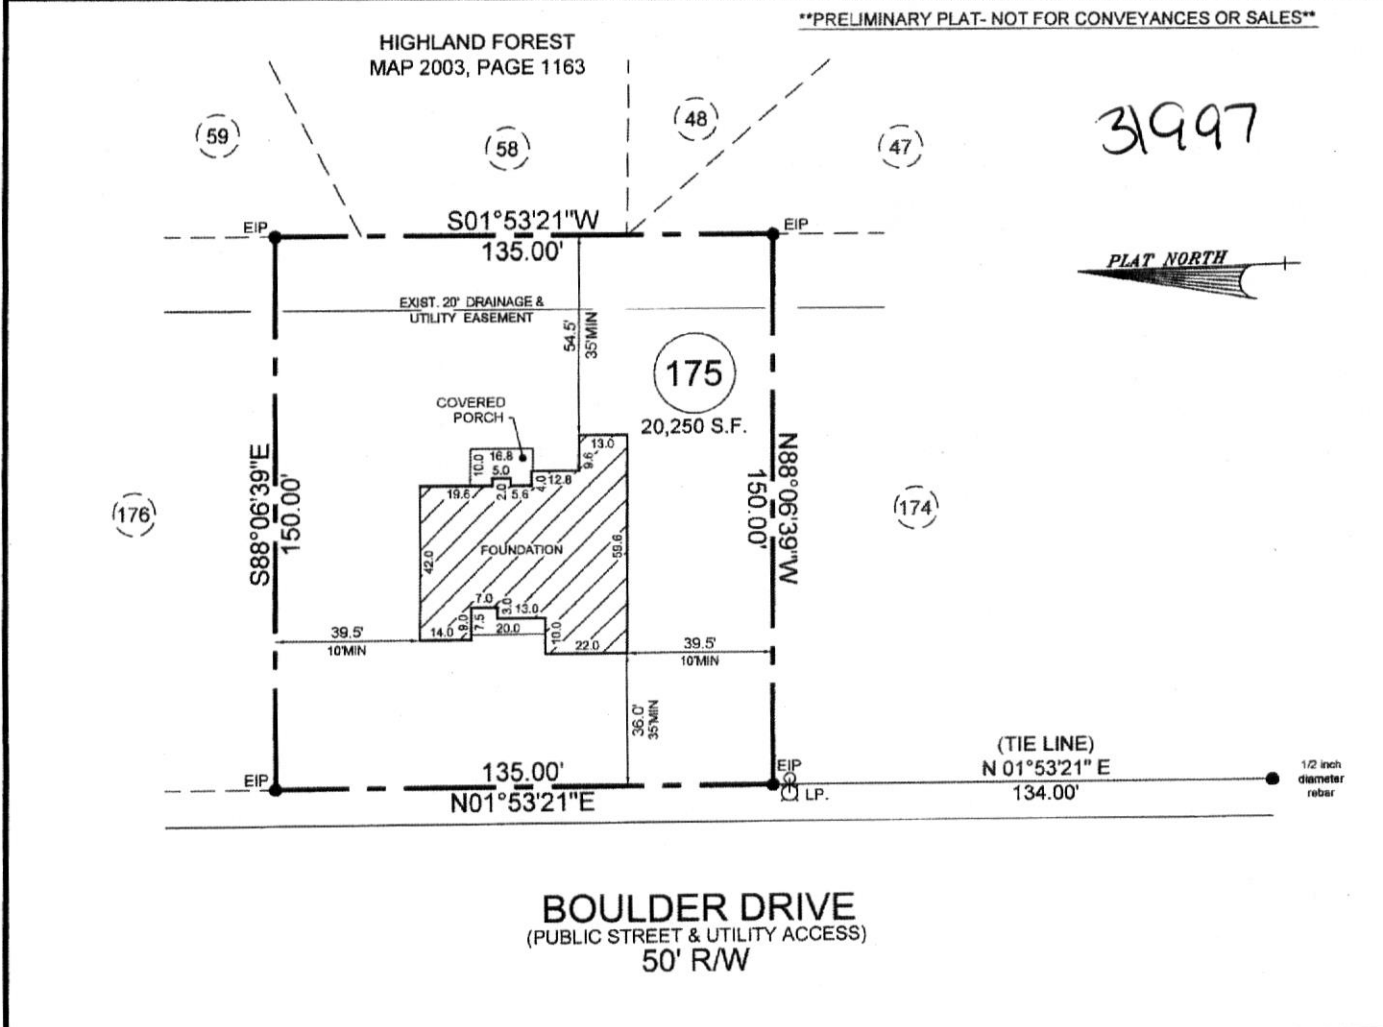 **PRELIMINARY PLAT- NOT FOR CONVEYANCES OR SALES**
HIGHLAND FOREST
MAP 2003, PAGE 1163
31997
59
58
48
47
EIP
S01°53'21"W
135.00'
EIP
PLAT NORTH
EXIST. 20' DRAINAGE &
UTILITY EASEMENT
54.5'
35'MIN
175
20,250 S.F.
COVERED
PORCH
10.0
16.8
5.0
13.0
9.6
19.6
2.0
5.6
4.0
12.8
S88°06'39"E
150.00'
N88°06'39"W
150.00'
176
174
FOUNDATION
42.0
59.6
7.0
3.0
13.0
14.0
9.0
7.5
20.0
10.0
22.0
39.5'
10'MIN
39.5'
10'MIN
36.0'
35'MIN
EIP
135.00'
N01°53'21"E
EIP
LP.
(TIE LINE)
N 01°53'21" E
134.00'
1/2 inch
diameter
rebar
BOULDER DRIVE
(PUBLIC STREET & UTILITY ACCESS)
50' R/W